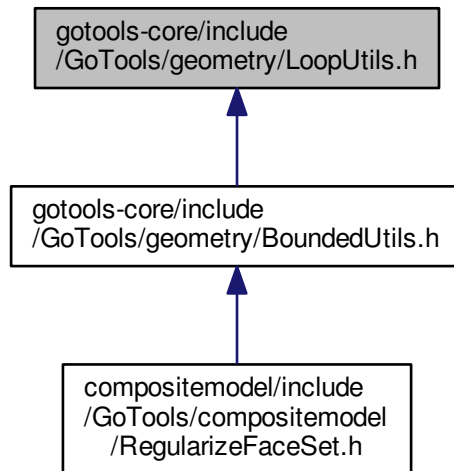 gotools-core/include
/GoTools/geometry/LoopUtils.h
gotools-core/include
/GoTools/geometry/BoundedUtils.h
compositemodel/include
/GoTools/compositemodel
/RegularizeFaceSet.h